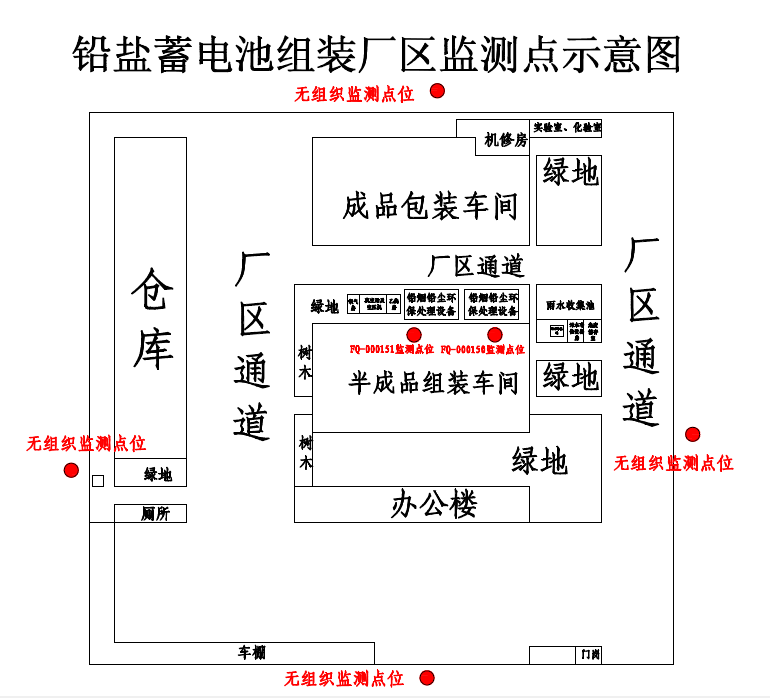 铅盐蓄电池组装厂区监测点示意图
无组织监测点位
机修房
实验室、化验室
绿地
成品包装车间
厂区通道
仓库
厂区通道
厂区通道
绿地
铅烟铅尘环
保处理设备
铅烟铅尘环
保处理设备
雨水收集池
FQ-000151监测点位
FQ-000150监测点位
树木
半成品组装车间
绿地
无组织监测点位
无组织监测点位
树木
绿地
绿地
办公楼
厕所
车棚
门岗
无组织监测点位